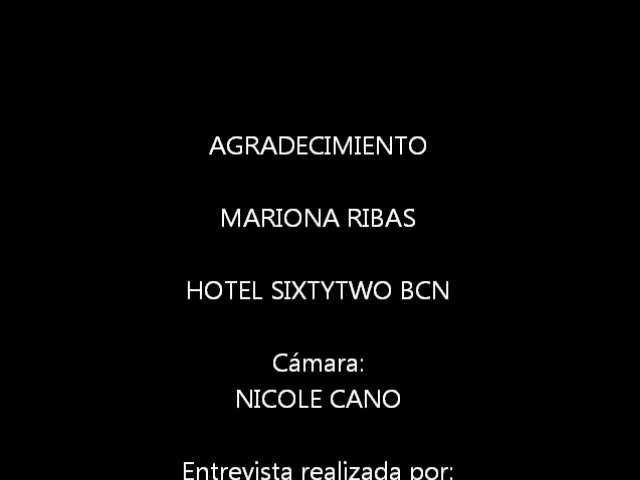 AGRADECIMIENTO
MARIONA RIBAS
HOTEL SIXTYTWO BCN
Cámara:
NICOLE CANO
Entrevista realizada por: